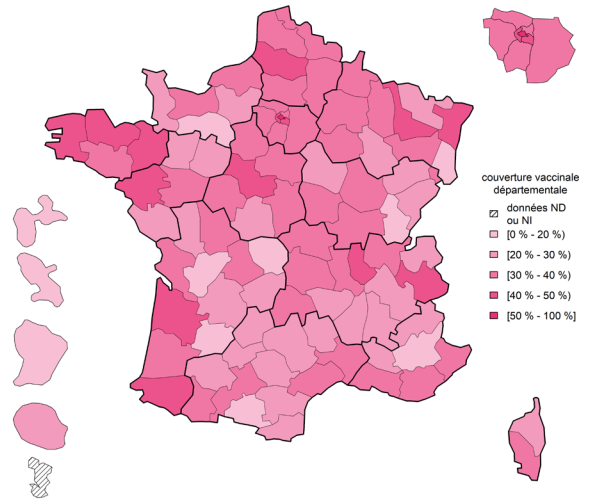 couverture vaccinale
départementale
données ND
ou NI
[0 % - 20 %)
[20 % - 30 %)
[30 % - 40 %)
[40 % - 50 %)
[50 % - 100 %]